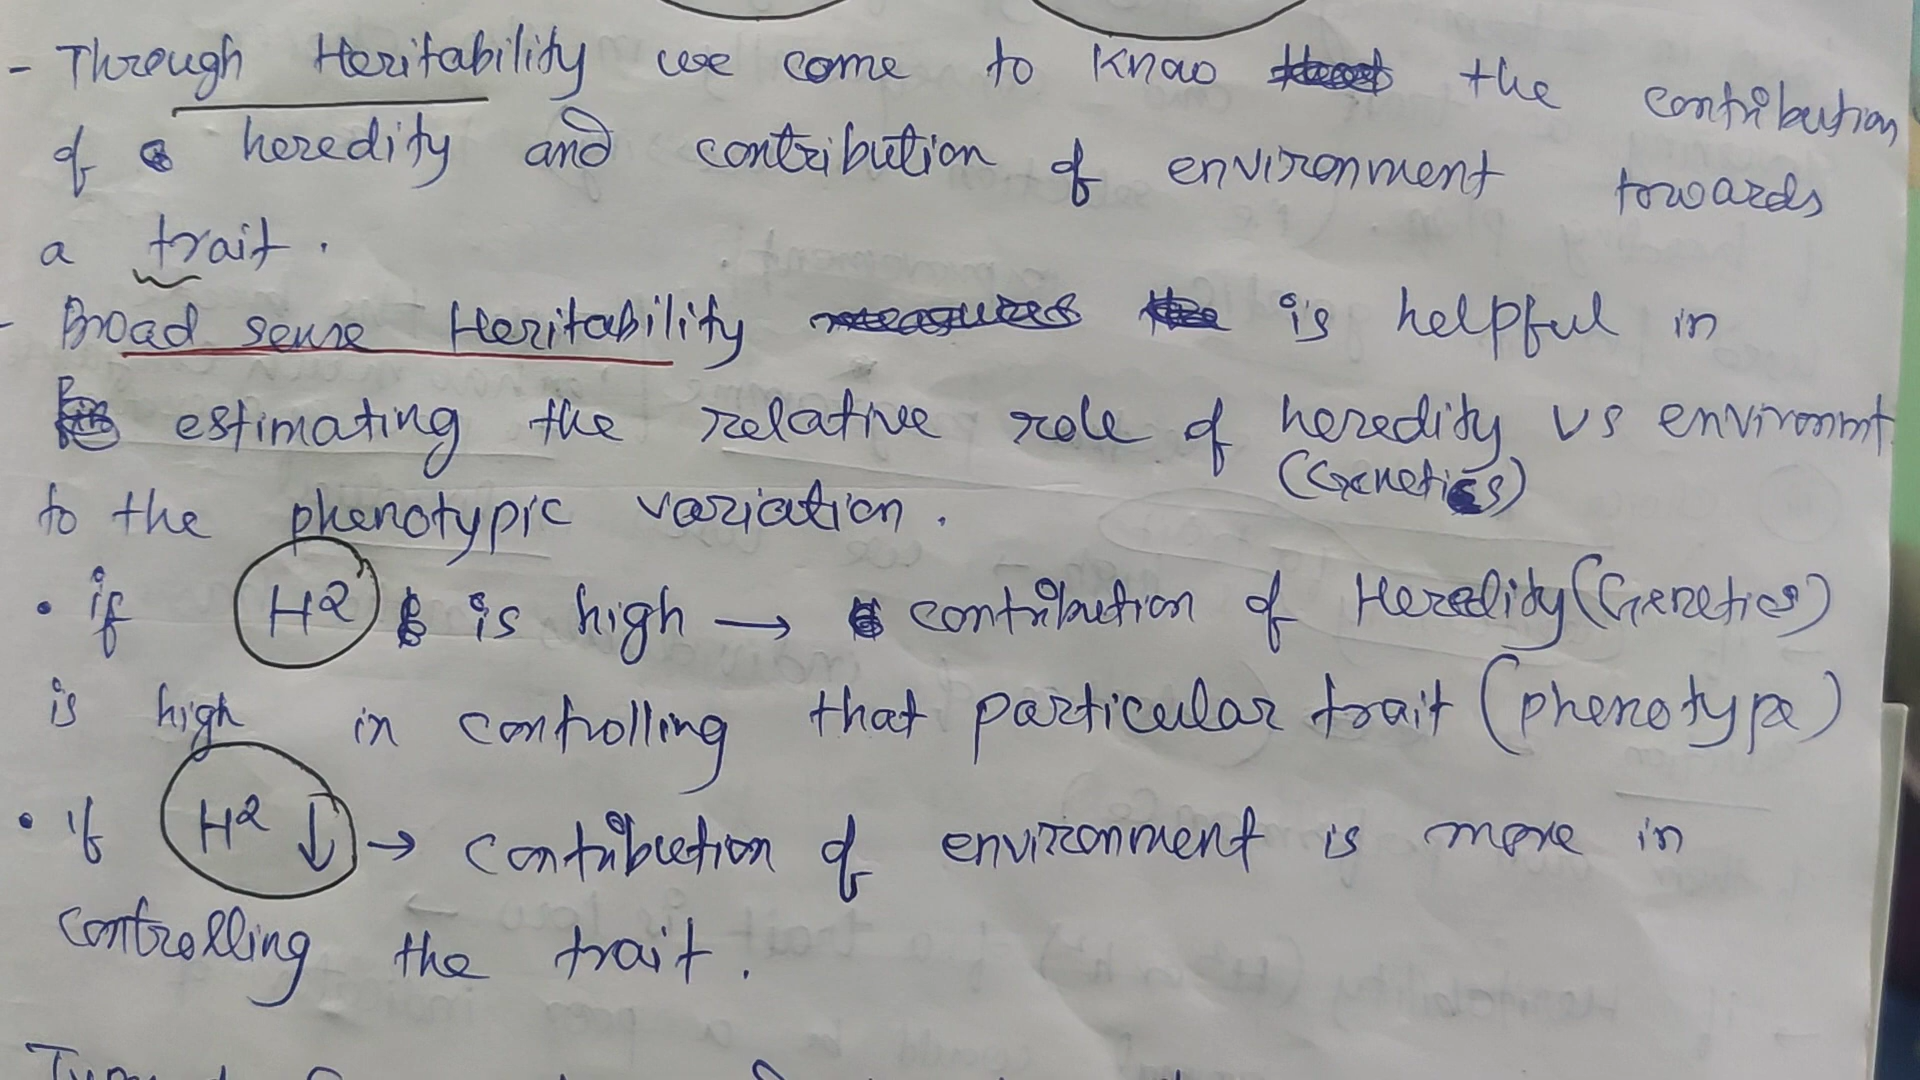 - Through Heritability we come to know the contribution
of heredity and contribution of environment towards
a trait.
- Broad sense Heritability is helpful in
estimating the relative role of heredity vs environmnt
(Genetics)
to the phenotypic variation.
• if H² is high → contribution of Heredity (Genetics)
is high in controlling that particular trait (phenotype)
• if H² ↓ → contribution of environment is more in
controlling the trait.